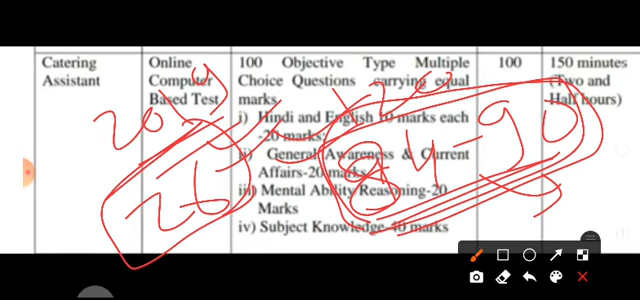 Catering Assistant
Online Computer Based Test
100 Objective Type Multiple Choice Questions carrying equal marks
i) Hindi and English 10 marks each -20 marks;
ii) General Awareness & Current Affairs-20 marks
iii) Mental Ability Reasoning-20 Marks
iv) Subject Knowledge-40 marks
100
150 minutes (Two and Half hours)
2019
84-90